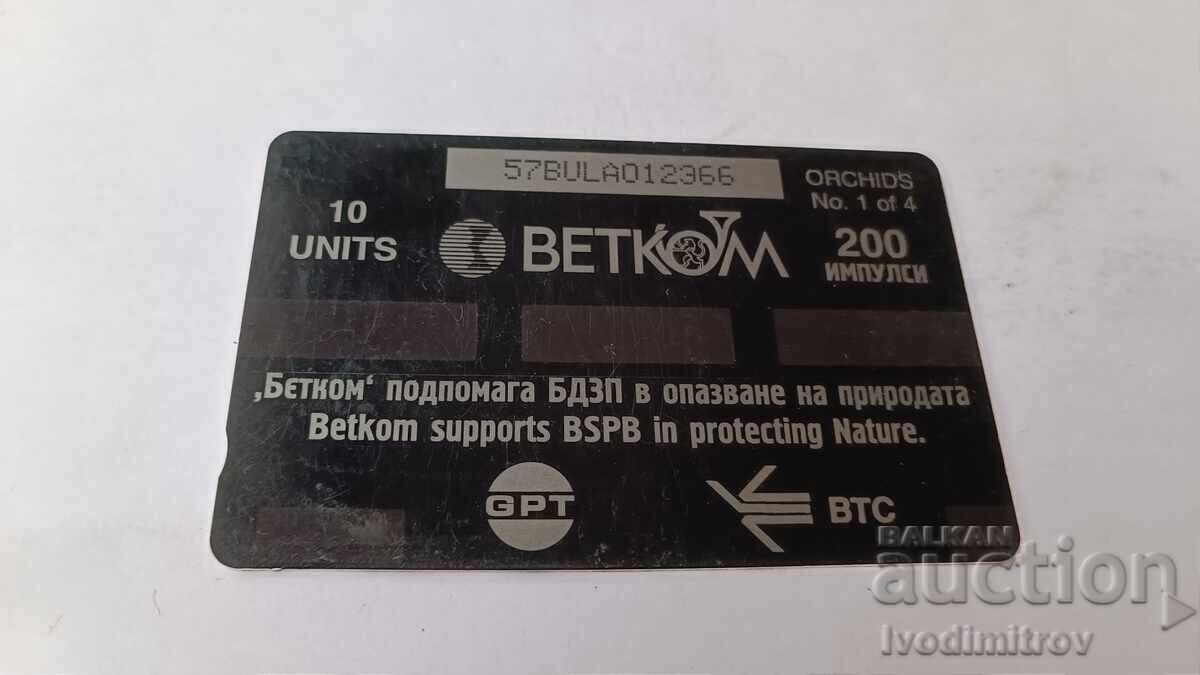 57BULA012366
ORCHIDS
No. 1 of 4
10
UNITS
BETKOM
200
ИМПУЛСИ
„Бетком“ подпомага БДЗП в опазване на природата
Betkom supports BSPB in protecting Nature.
GPT
BTC
BALKAN
auction
Ivodimitrov